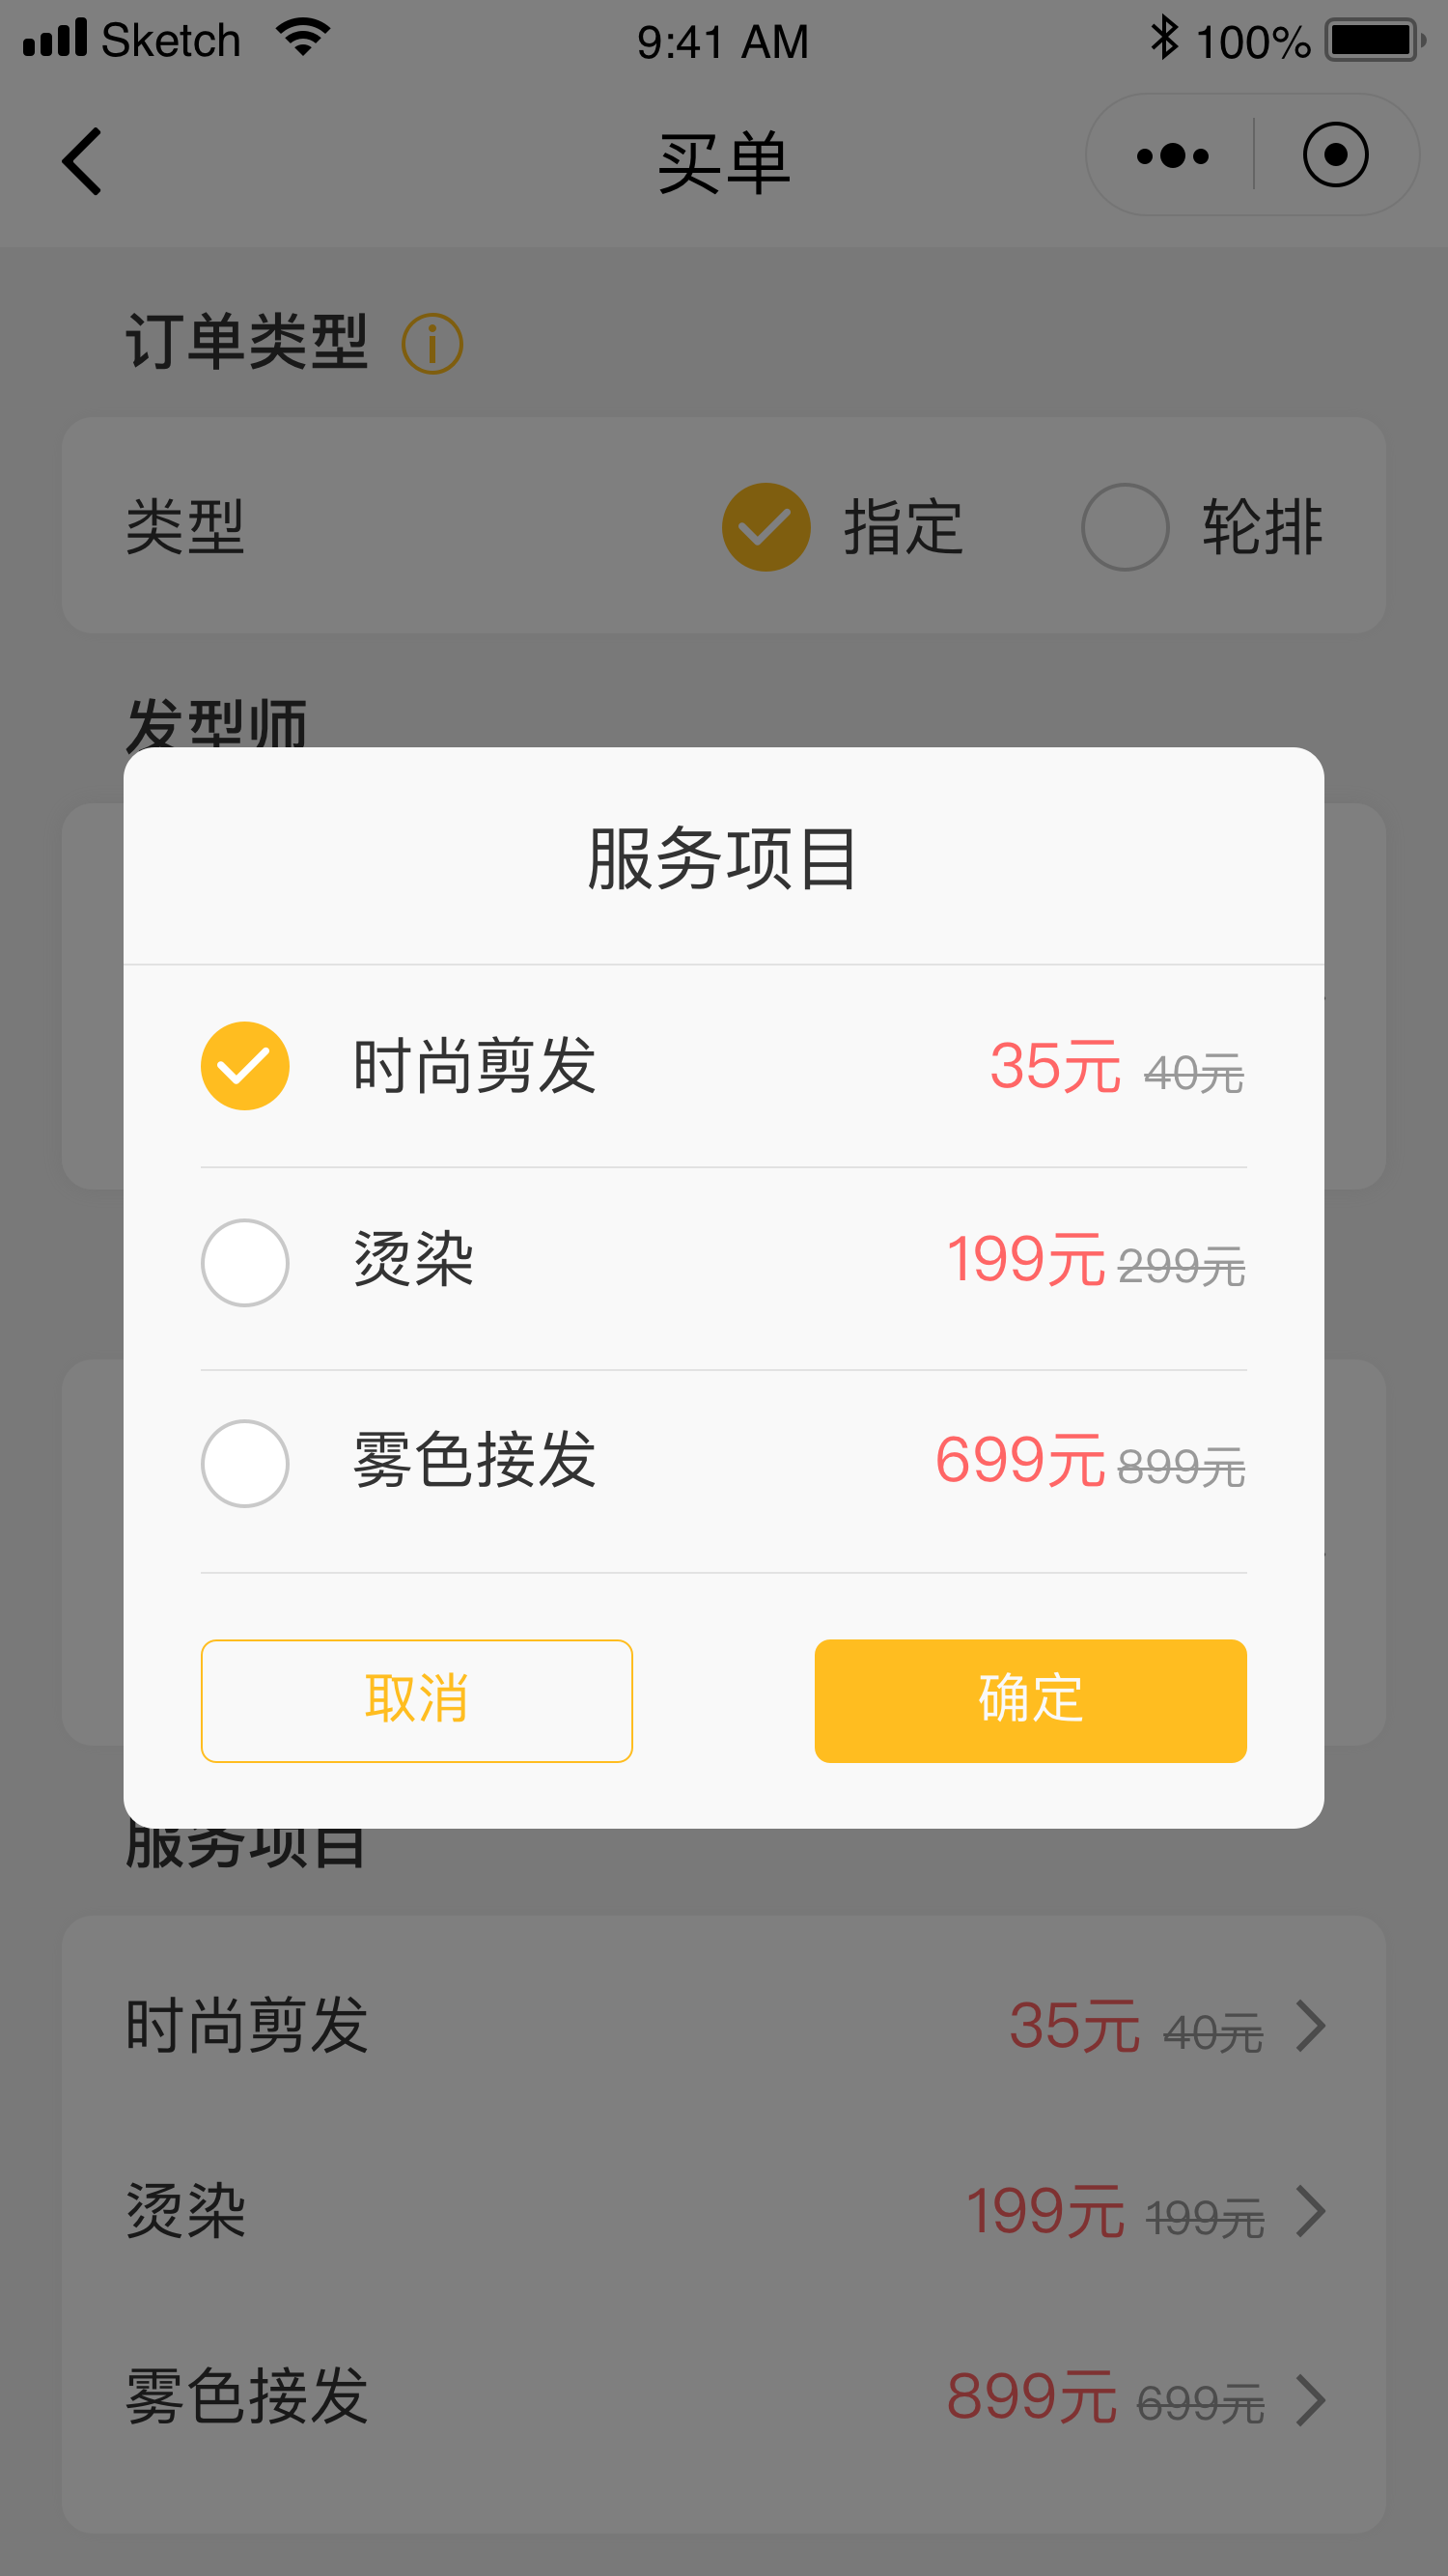 Sketch 9:41 AM 100%
买单
订单类型
类型 指定 轮排
发型师
服务项目
时尚剪发 35元 40元
烫染 199元 299元
雾色接发 699元 899元
取消 确定
服务项目
时尚剪发 35元 40元
烫染 199元 199元
雾色接发 899元 699元